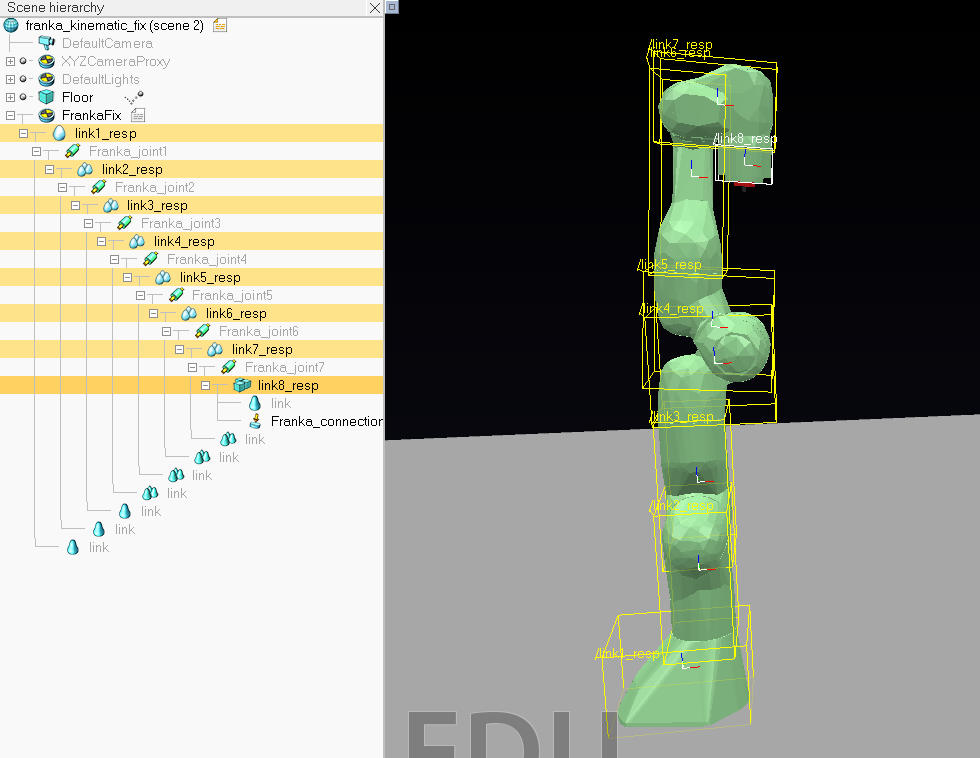 Scene hierarchy
franka_kinematic_fix (scene 2)
DefaultCamera
XYZCameraProxy
DefaultLights
Floor
FrankaFix
link1_resp
Franka_joint1
link2_resp
Franka_joint2
link3_resp
Franka_joint3
link4_resp
Franka_joint4
link5_resp
Franka_joint5
link6_resp
Franka_joint6
link7_resp
Franka_joint7
link8_resp
link
Franka_connection
link
link
link
link
link
link
link
/link7_resp
/link6_resp
/link8_resp
/link5_resp
/link4_resp
/link3_resp
/link2_resp
/link1_resp
EDU